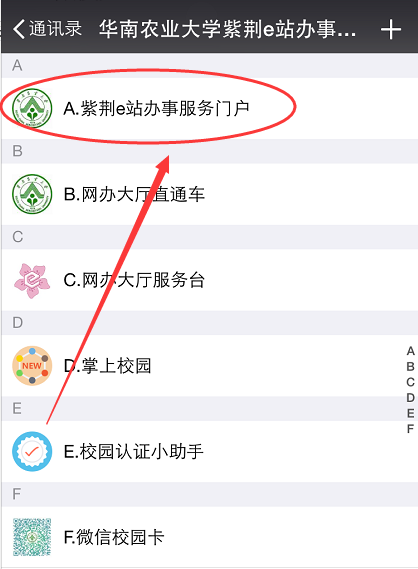 通讯录 华南农业大学紫荆e站办事... +
A
A.紫荆e站办事服务门户
B
B.网办大厅直通车
C
C.网办大厅服务台
D
NEW
D.掌上校园
E
E.校园认证小助手
F
F.微信校园卡
A
B
C
D
E
F